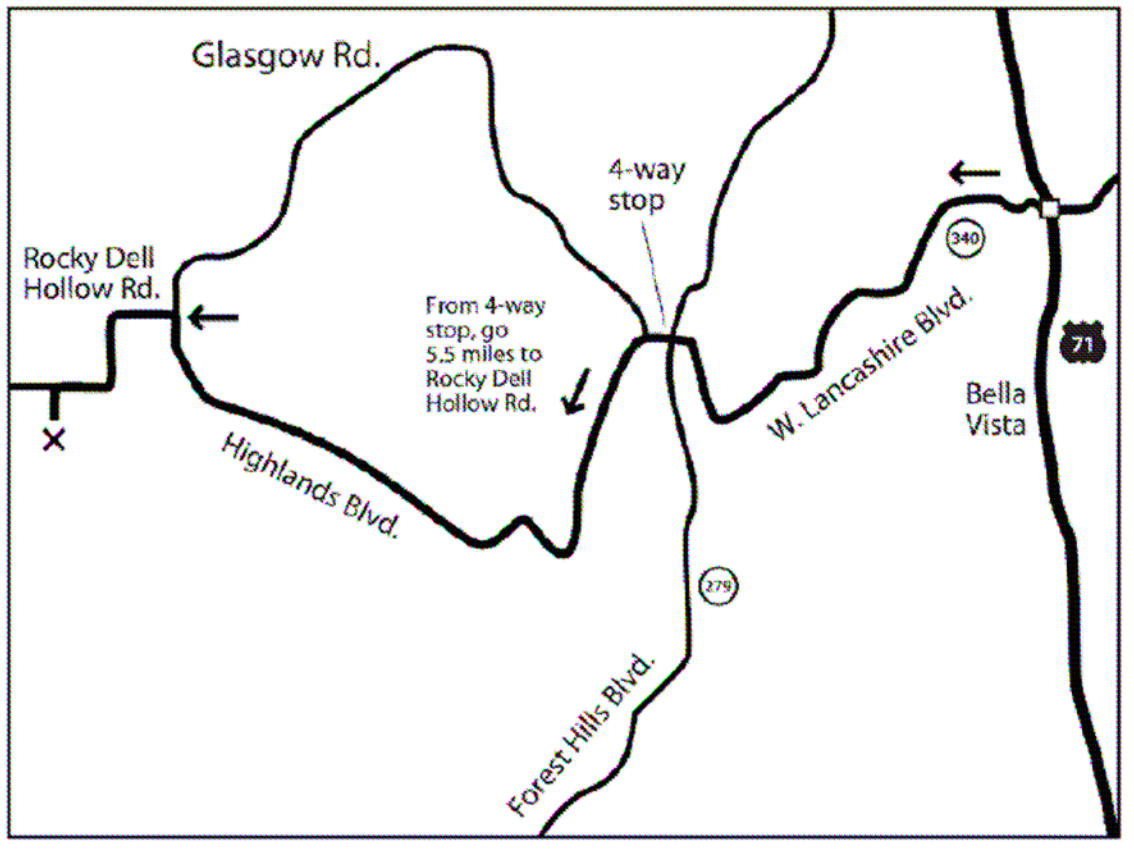 Glasgow Rd.
4-way
stop
340
Rocky Dell
Hollow Rd.
From 4-way
stop, go
5.5 miles to
Rocky Dell
Hollow Rd.
W. Lancashire Blvd.
71
Bella
Vista
Highlands Blvd.
279
Forest Hills Blvd.
X